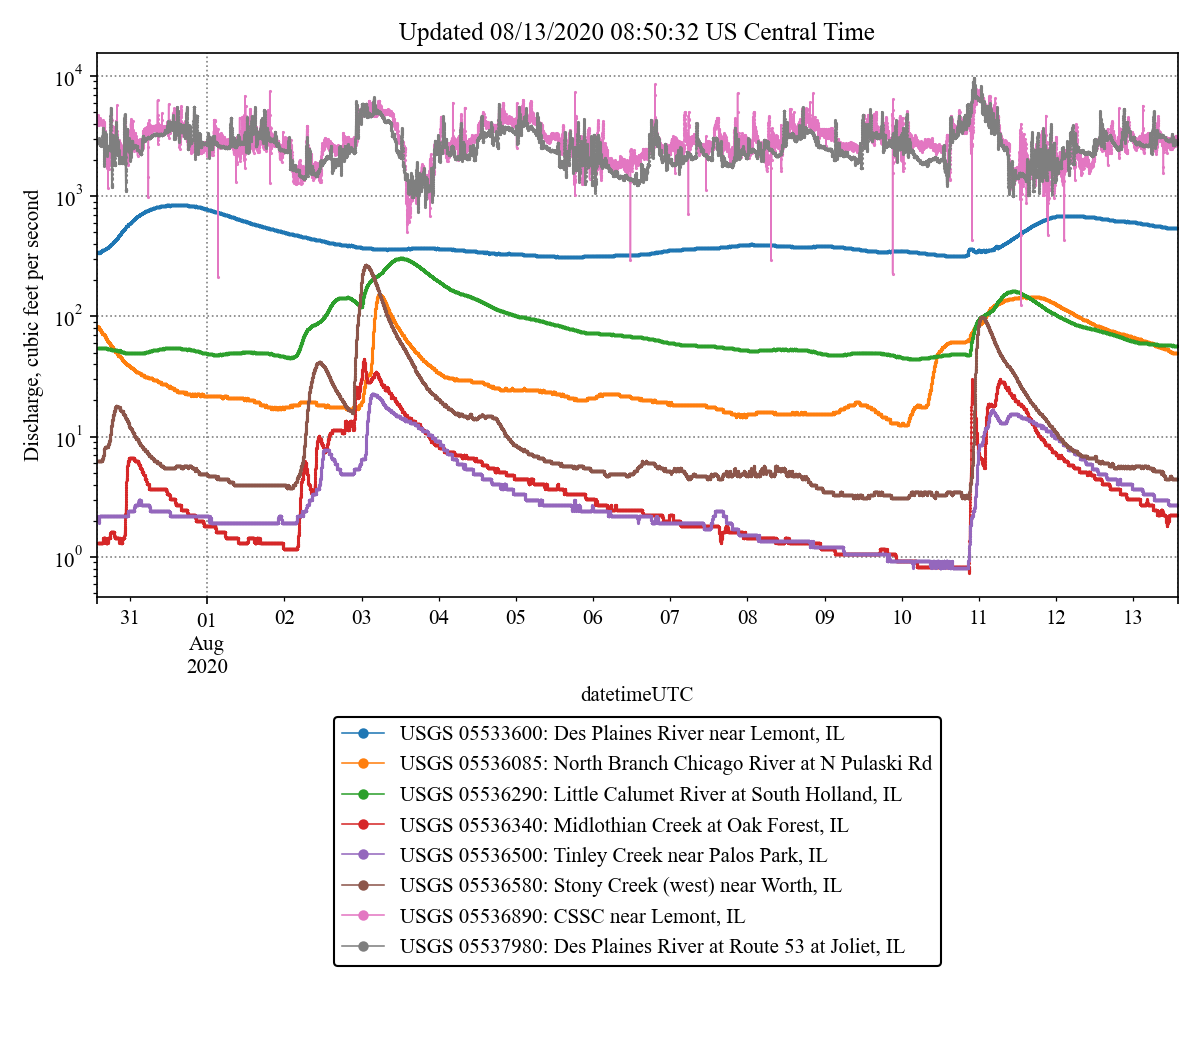 Updated 08/13/2020 08:50:32 US Central Time
Discharge, cubic feet per second
10^4
10^3
10^2
10^1
10^0
31 01 02 03 04 05 06 07 08 09 10 11 12 13
Aug
2020
datetimeUTC
USGS 05533600: Des Plaines River near Lemont, IL
USGS 05536085: North Branch Chicago River at N Pulaski Rd
USGS 05536290: Little Calumet River at South Holland, IL
USGS 05536340: Midlothian Creek at Oak Forest, IL
USGS 05536500: Tinley Creek near Palos Park, IL
USGS 05536580: Stony Creek (west) near Worth, IL
USGS 05536890: CSSC near Lemont, IL
USGS 05537980: Des Plaines River at Route 53 at Joliet, IL